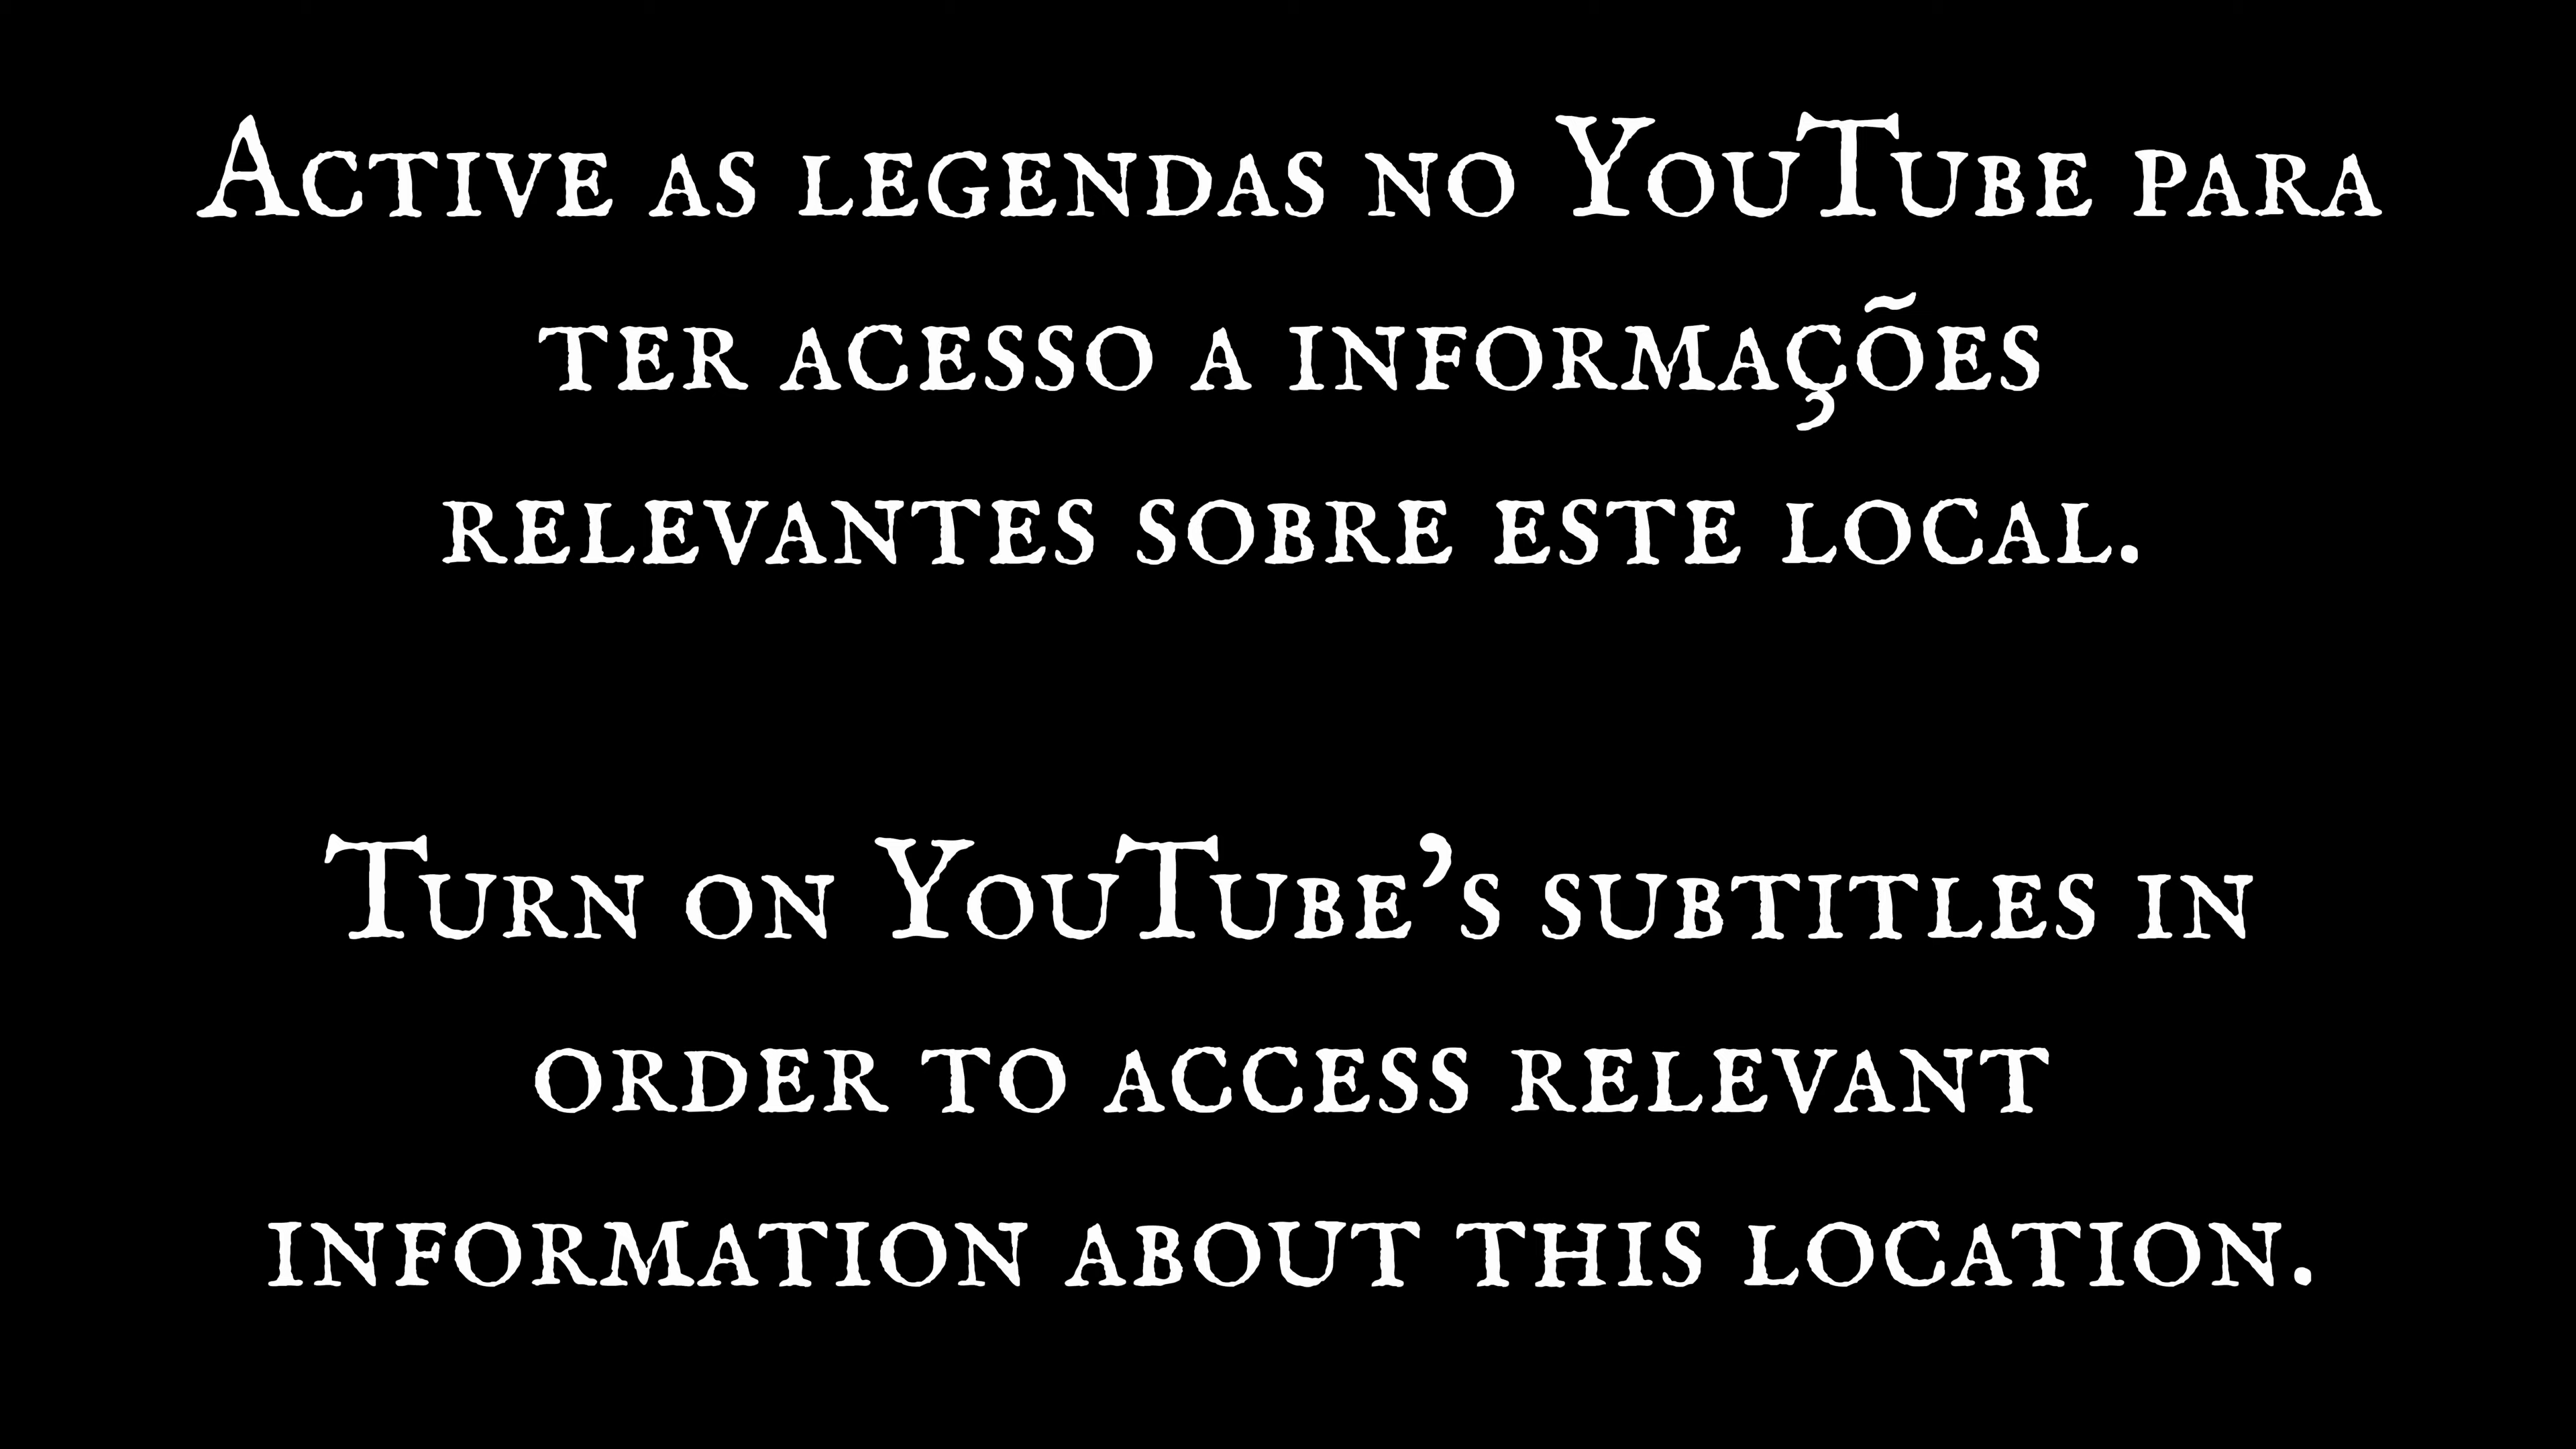 Active as legendas no YouTube para
ter acesso a informações
relevantes sobre este local.
Turn on YouTube’s subtitles in
order to access relevant
information about this location.